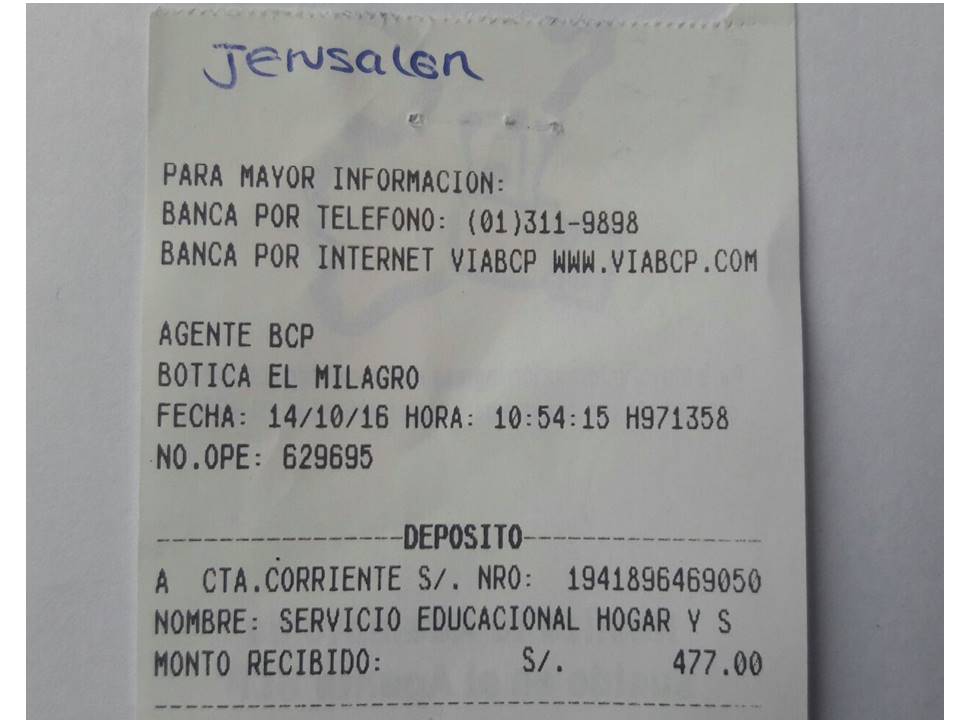 Jerusalen
PARA MAYOR INFORMACION:
BANCA POR TELEFONO: (01)311-9898
BANCA POR INTERNET VIABCP WWW.VIABCP.COM
AGENTE BCP
BOTICA EL MILAGRO
FECHA: 14/10/16 HORA: 10:54:15 H971358
NO.OPE: 629695
----------------DEPOSITO----------------
A CTA.CORRIENTE S/. NRO: 1941896469050
NOMBRE: SERVICIO EDUCACIONAL HOGAR Y S
MONTO RECIBIDO: S/. 477.00